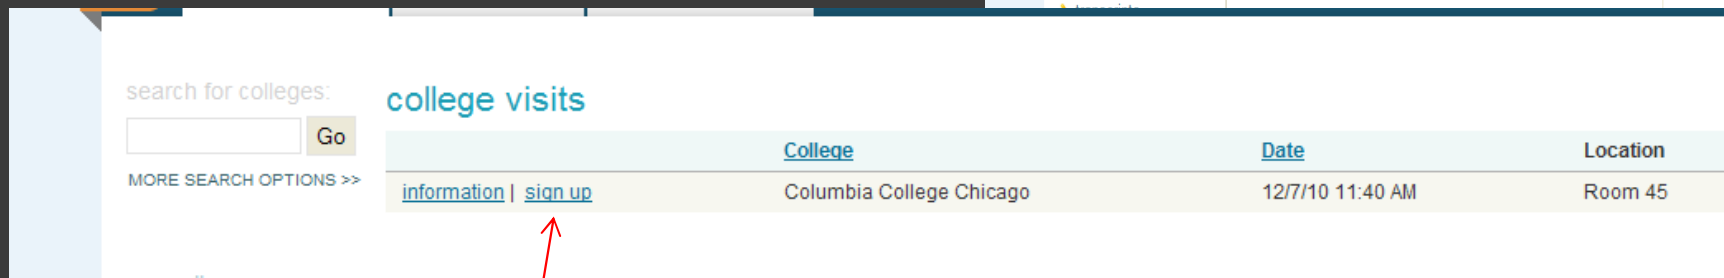 search for colleges:
Go
MORE SEARCH OPTIONS >>
college visits
College Date Location
information | sign up Columbia College Chicago 12/7/10 11:40 AM Room 45